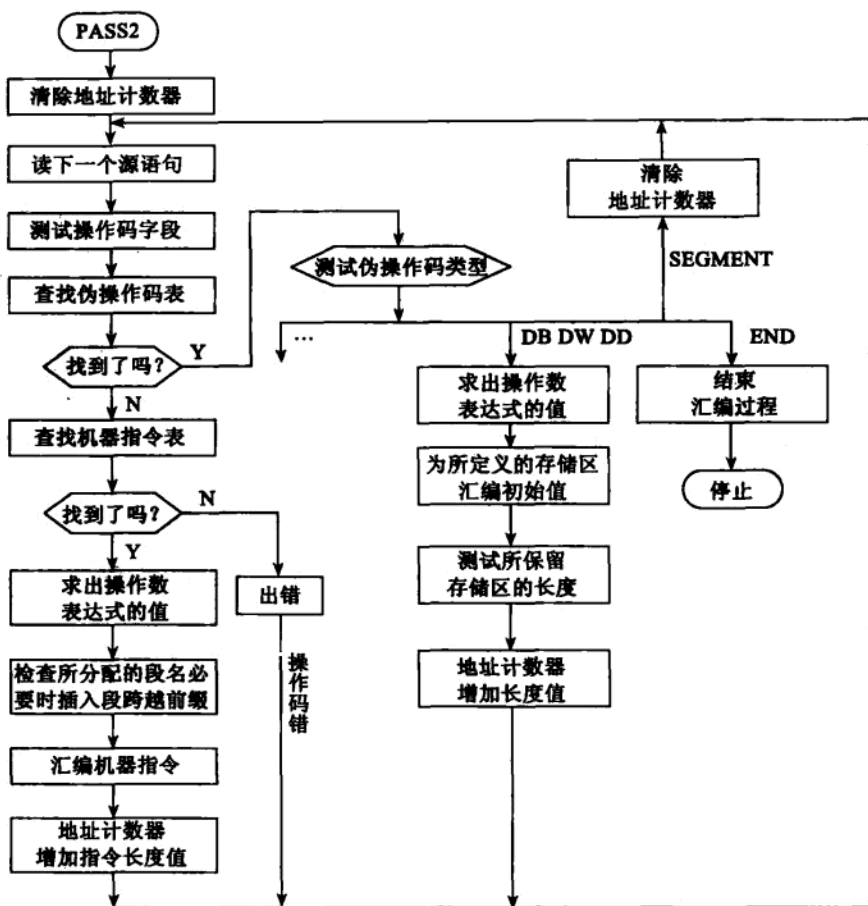 PASS2
清除地址计数器
读下一个源语句
测试操作码字段
查找伪操作码表
找到了吗?
Y
N
查找机器指令表
找到了吗?
N
Y
求出操作数
表达式的值
检查所分配的段名必
要时插入段跨越前缀
汇编机器指令
地址计数器
增加指令长度值
出错
操作码错
测试伪操作码类型
…
DB DW DD
求出操作数
表达式的值
为所定义的存储区
汇编初始值
测试所保留
存储区的长度
地址计数器
增加长度值
清除
地址计数器
SEGMENT
END
结束
汇编过程
停止